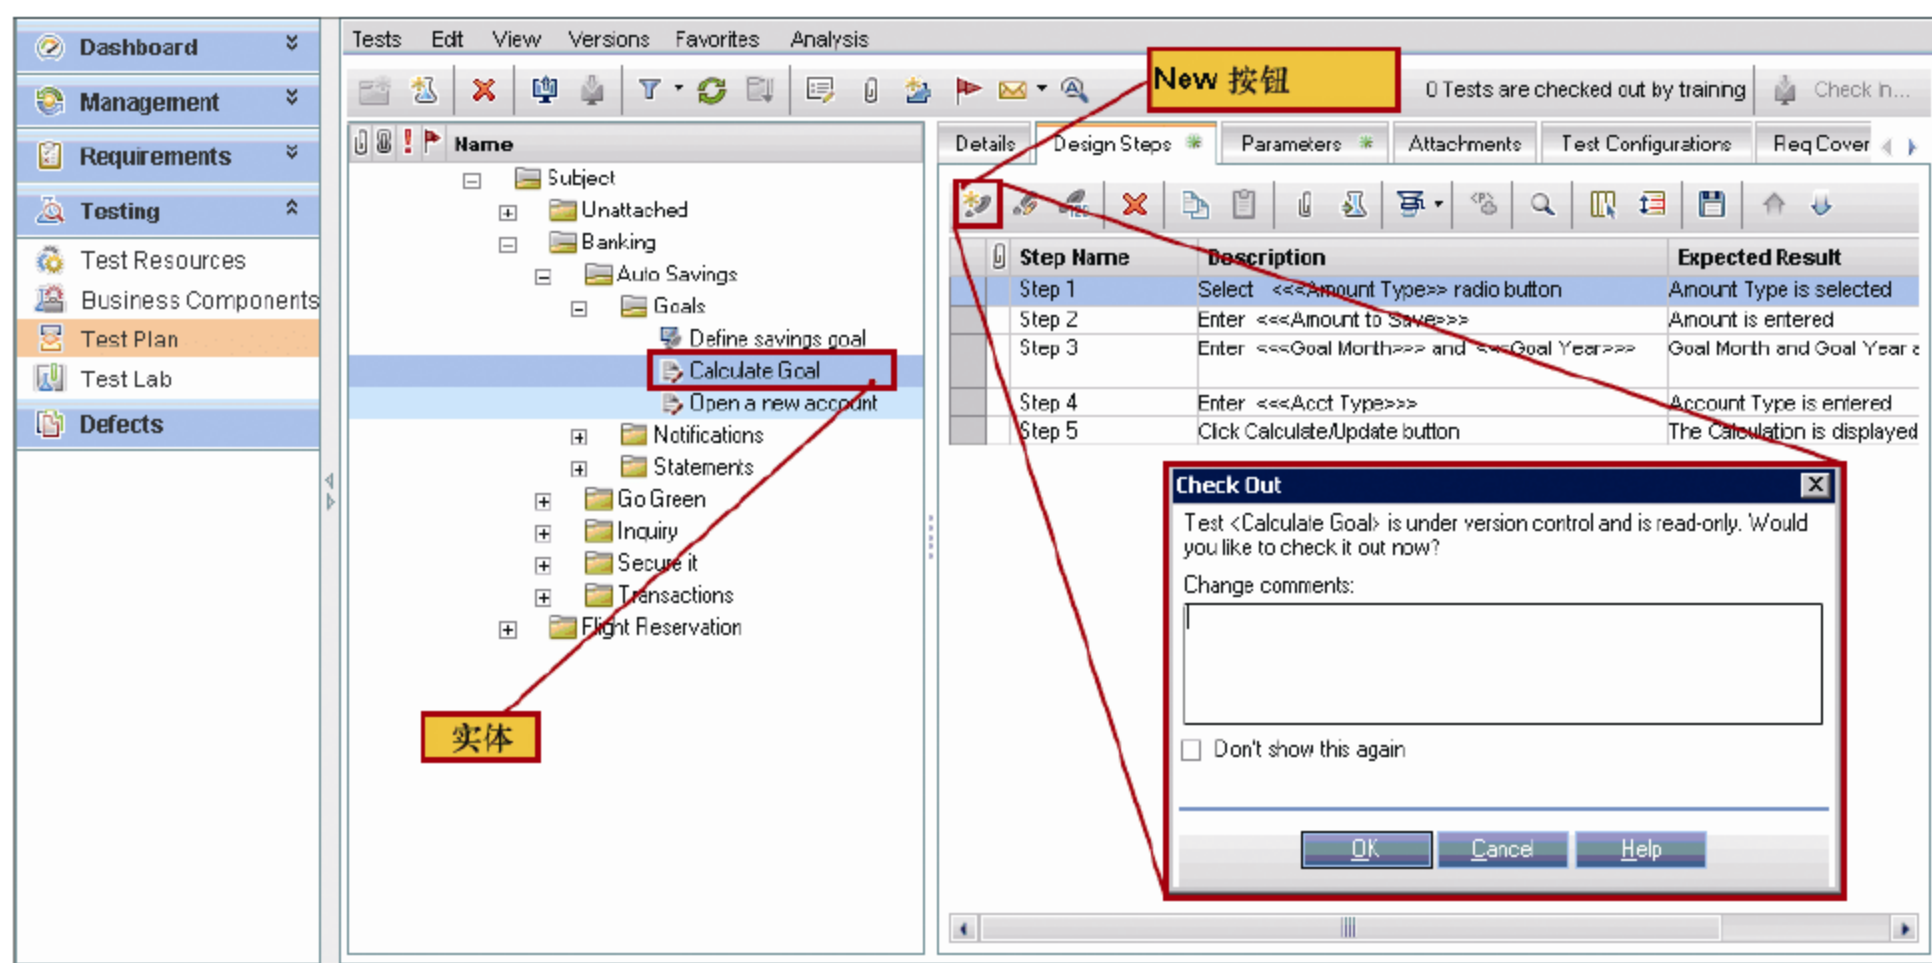 Dashboard
Management
Requirements
Testing
Test Resources
Business Components
Test Plan
Test Lab
Defects
Tests Edit View Versions Favorites Analysis
New 按钮
0 Tests are checked out by training
Check In...
Name
Subject
Unattached
Banking
Auto Savings
Goals
Define savings goal
Calculate Goal
Open a new account
Notifications
Statements
Go Green
Inquiry
Secure it
Transactions
Flight Reservation
实体
Details Design Steps Parameters Attachments Test Configurations Req Cover
Step Name Description Expected Result
Step 1 Select <<<Amount Type>> radio button Amount Type is selected
Step 2 Enter <<<Amount to Save>>> Amount is entered
Step 3 Enter <<<Goal Month>>> and <<<Goal Year>>> Goal Month and Goal Year a
Step 4 Enter <<<Acct Type>>> Account Type is entered
Step 5 Click Calculate/Update button The Calculation is displayed
Check Out
Test <Calculate Goal> is under version control and is read-only. Would
you like to check it out now?
Change comments:
Don't show this again
OK Cancel Help